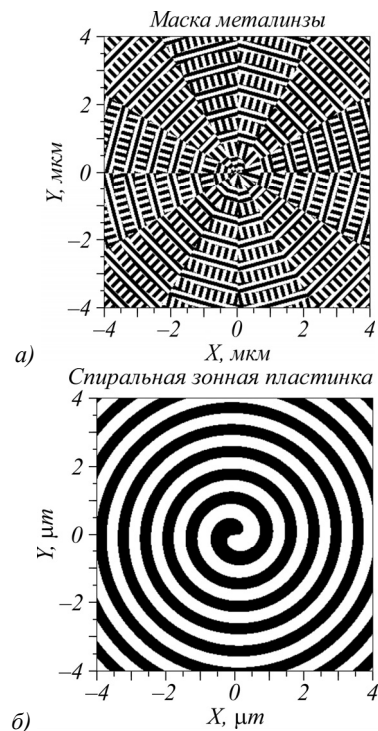 Маска металинзы
4
2
0
−2
−4
Y, мкм
−4 −2 0 2 4
X, мкм
а)
Спиральная зонная пластинка
4
2
0
−2
−4
Y, μm
−4 −2 0 2 4
X, μm
б)